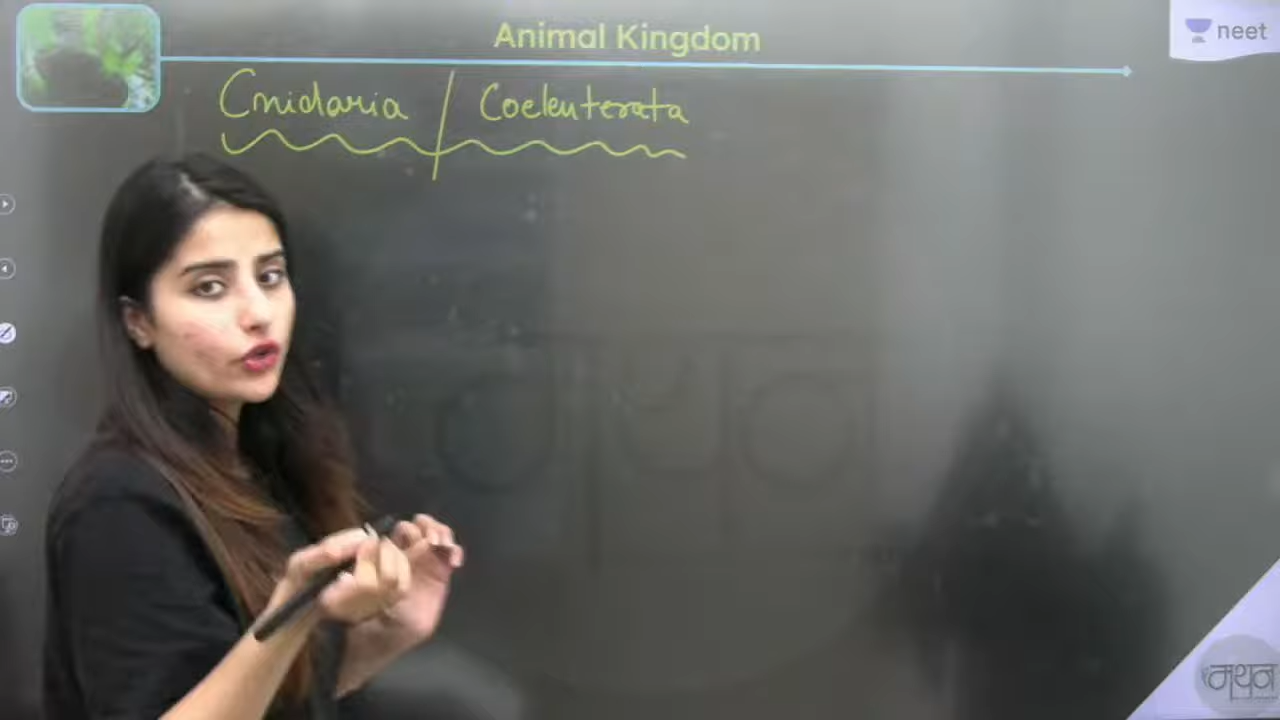 Animal Kingdom
neet
Cnidaria / Coelenterata
मंथन